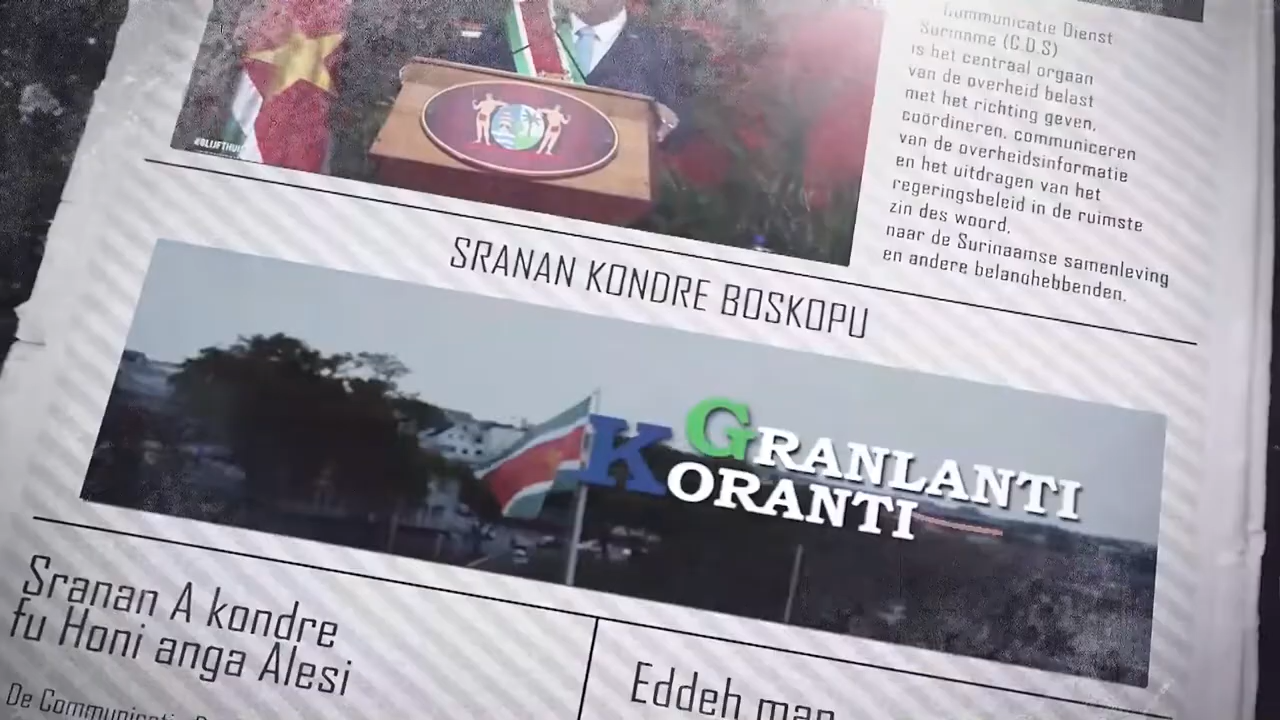 Communicatie Dienst
Suriname (C.D.S)
is het centraal orgaan
van de overheid belast
met het richting geven,
coördineren, communiceren
van de overheidsinformatie
en het uitdragen van het
regeringsbeleid in de ruimste
zin des woord,
naar de Surinaamse samenleving
en andere belanghebbenden.
SRANAN KONDRE BOSKOPU
GRANLANTI
KORANTI
Sranan A kondre
fu Honi anga Alesi
De
Eddeh man